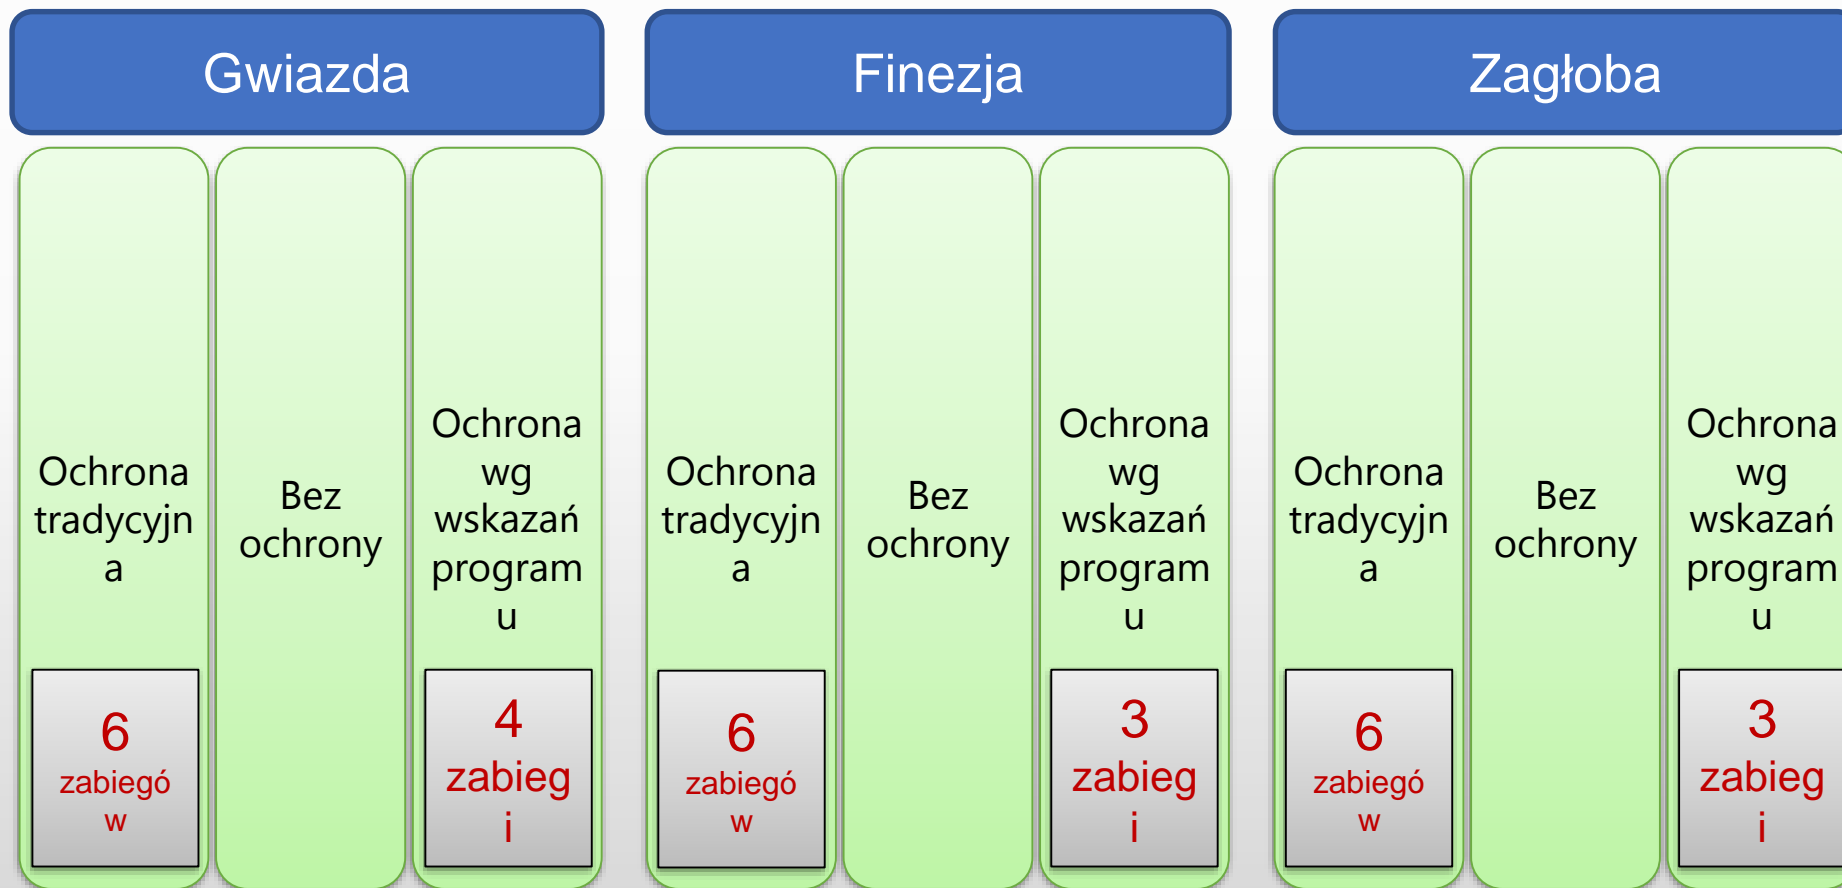 Gwiazda
Ochrona
tradycyjn
a
6
zabiegó
w
Bez
ochrony
Ochrona
wg
wskazań
program
u
4
zabieg
i
Finezja
Ochrona
tradycyjn
a
6
zabiegó
w
Bez
ochrony
Ochrona
wg
wskazań
program
u
3
zabieg
i
Zagłoba
Ochrona
tradycyjn
a
6
zabiegó
w
Bez
ochrony
Ochrona
wg
wskazań
program
u
3
zabieg
i